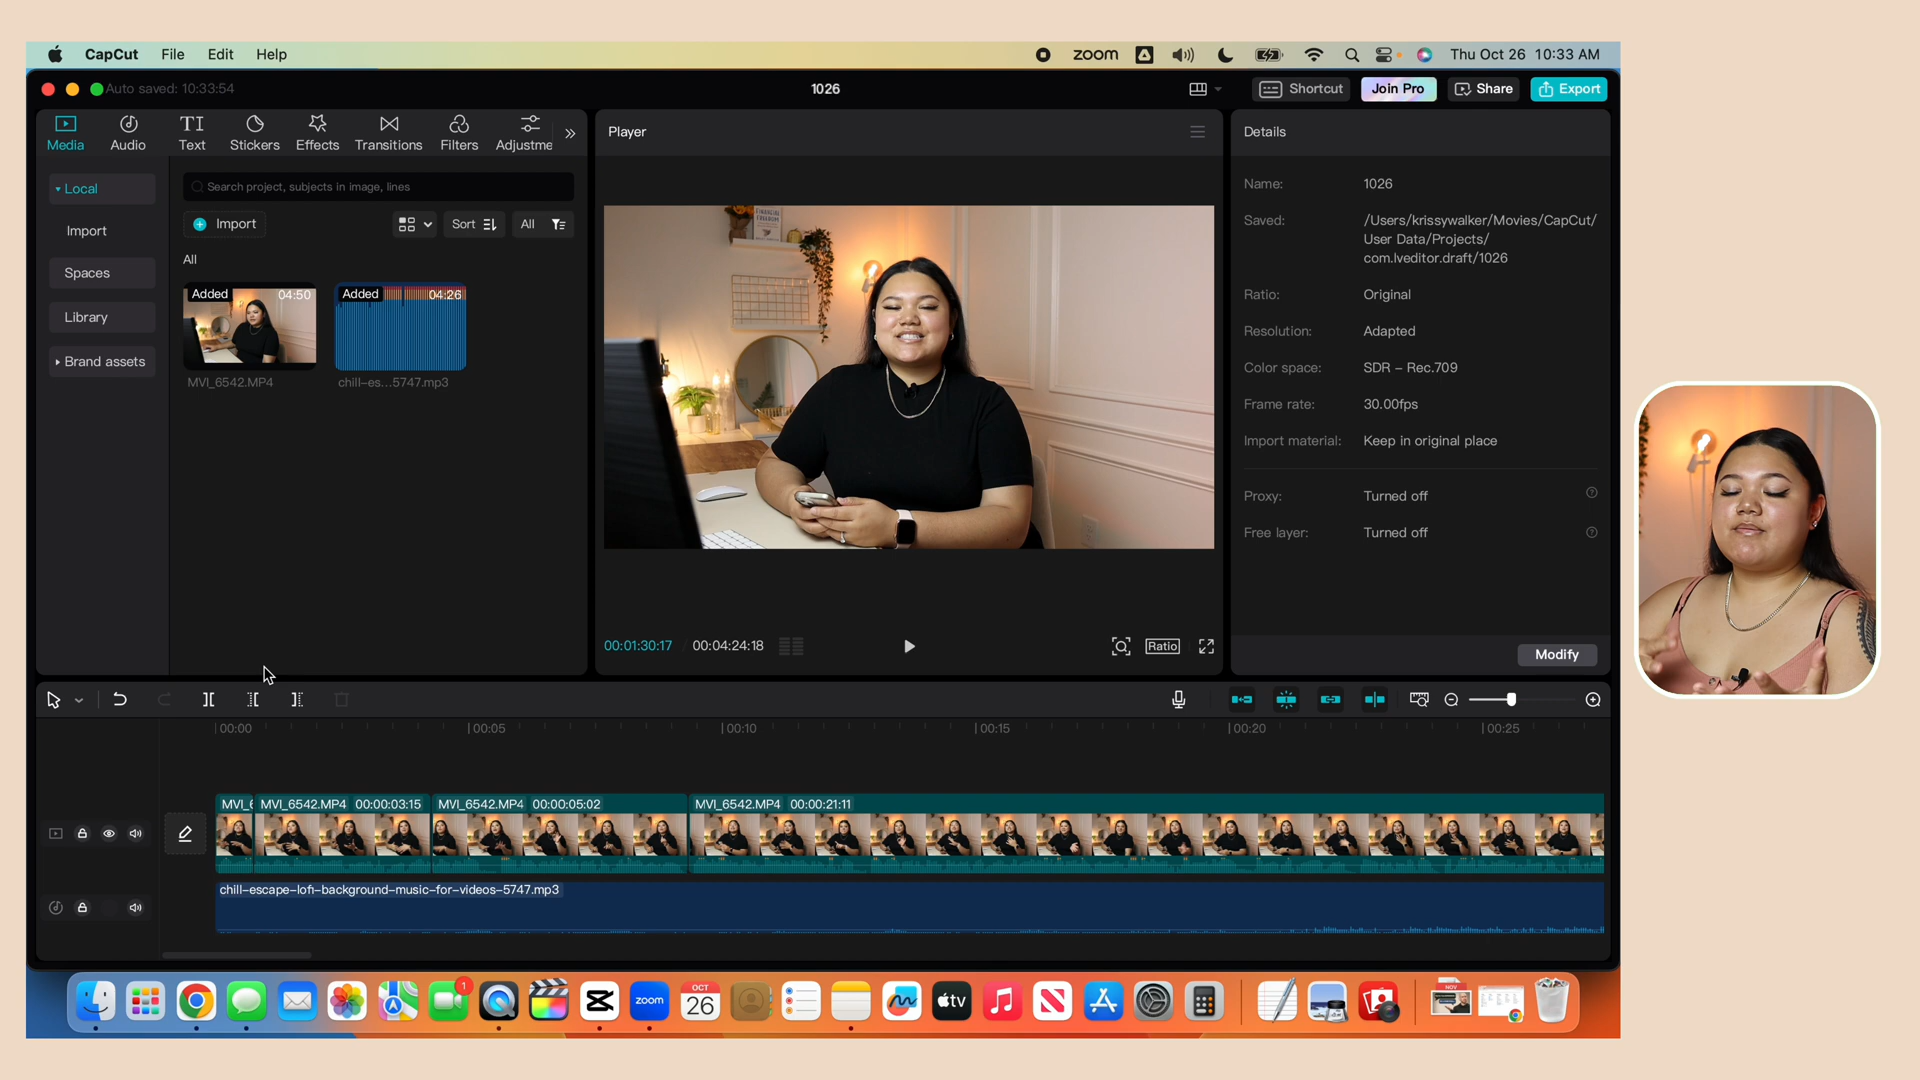 CapCut File Edit Help
zoom Thu Oct 26 10:33 AM
Auto saved: 10:33:54
1026
Shortcut Join Pro Share Export
Media Audio Text Stickers Effects Transitions Filters Adjustme
TI
Local
Import
Spaces
Library
Brand assets
Search project, subjects in image, lines
Import Sort All
All
Added 04:50
MVI_6542.MP4
Added 04:26
chill-es...5747.mp3
Player
00:01:30:17 00:04:24:18
Ratio
Details
Name: 1026
Saved: /Users/krissywalker/Movies/CapCut/
User Data/Projects/
com.lveditor.draft/1026
Ratio: Original
Resolution: Adapted
Color space: SDR – Rec.709
Frame rate: 30.00fps
Import material: Keep in original place
Proxy: Turned off
Free layer: Turned off
Modify
00:00 00:05 00:10 00:15 00:20 00:25
MVI_6 MVI_6542.MP4 00:00:03:15 MVI_6542.MP4 00:00:05:02 MVI_6542.MP4 00:00:21:11
chill-escape-lofi-background-music-for-videos-5747.mp3
1
zoom
OCT
26
tv
NOV